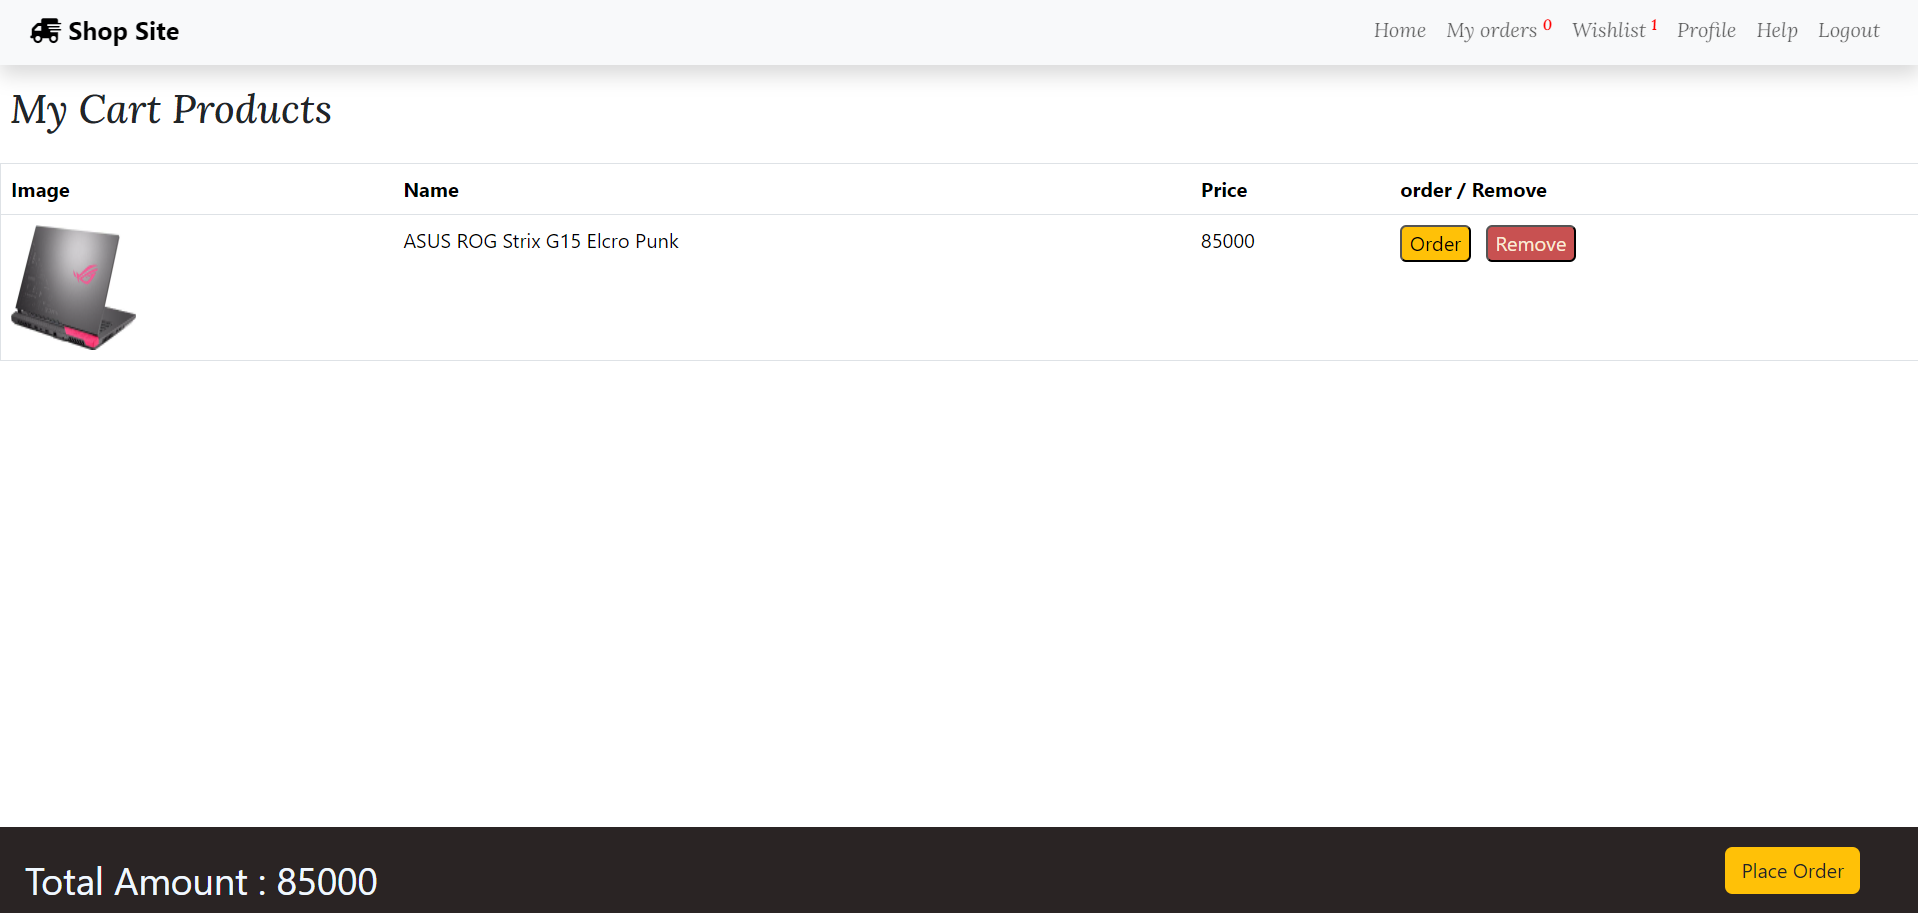 Shop Site
Home My orders 0 Wishlist 1 Profile Help Logout
My Cart Products
Image Name Price order / Remove
ASUS ROG Strix G15 Elcro Punk 85000 Order Remove
Total Amount : 85000 Place Order